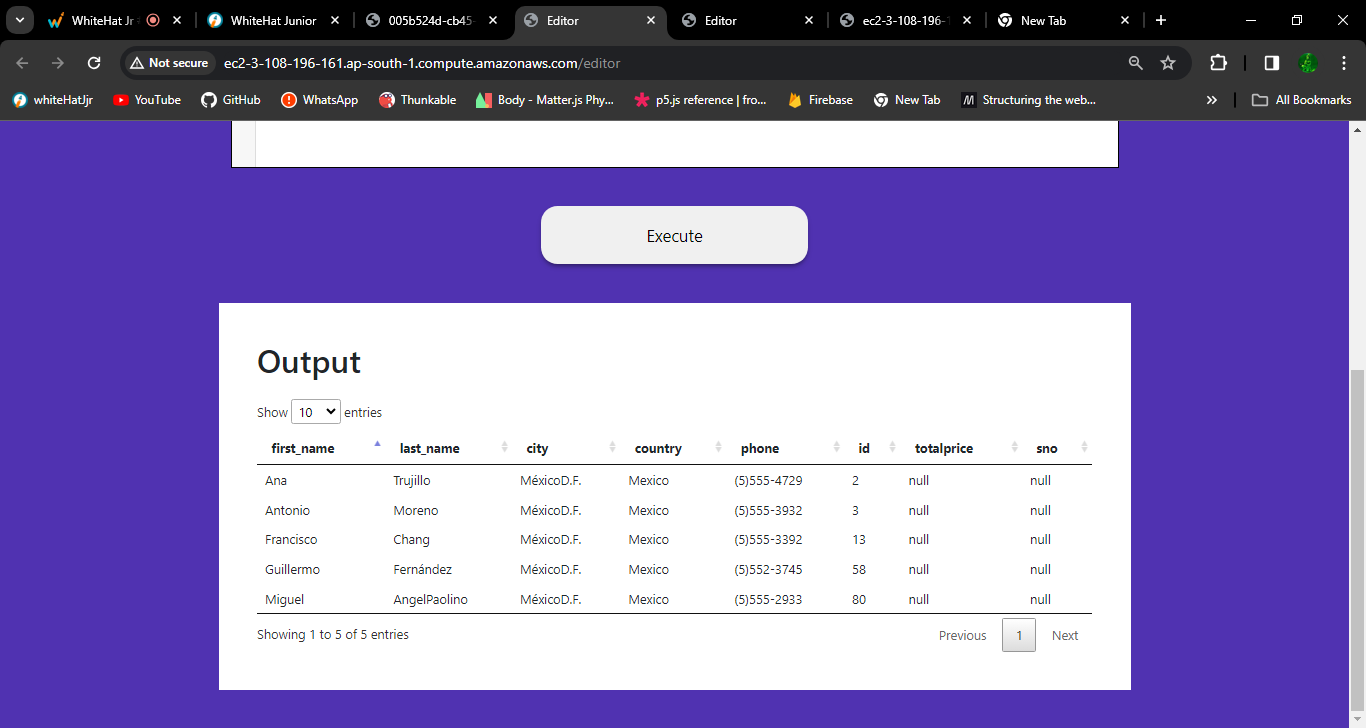 WhiteHat Jr
WhiteHat Junior
005b524d-cb45-
Editor
Editor
ec2-3-108-196-1
New Tab
Not secure
ec2-3-108-196-161.ap-south-1.compute.amazonaws.com/editor
whiteHatJjr
YouTube
GitHub
WhatsApp
Thunkable
Body - Matter.js Phy...
p5.js reference | fro...
Firebase
New Tab
Structuring the web...
All Bookmarks
Execute
Output
Show 10 entries
first_name last_name city country phone id totalprice sno
Ana Trujillo MéxicoD.F. Mexico (5)555-4729 2 null null
Antonio Moreno MéxicoD.F. Mexico (5)555-3932 3 null null
Francisco Chang MéxicoD.F. Mexico (5)555-3392 13 null null
Guillermo Fernández MéxicoD.F. Mexico (5)552-3745 58 null null
Miguel AngelPaolino MéxicoD.F. Mexico (5)555-2933 80 null null
Showing 1 to 5 of 5 entries
Previous 1 Next